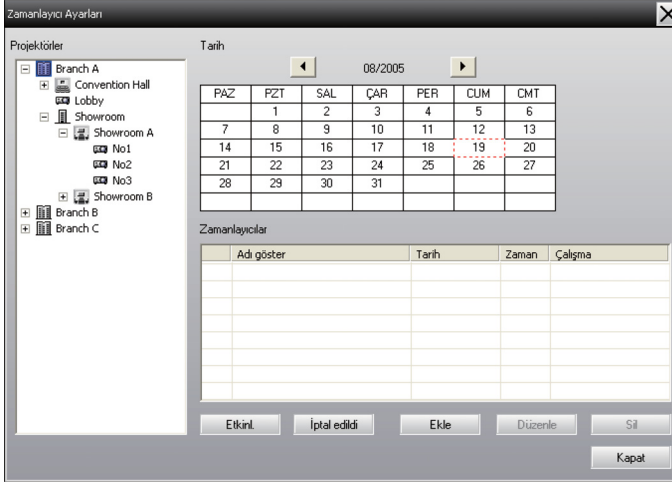 Zamanlayıcı Ayarları
Projektörler
Branch A
Convention Hall
Lobby
Showroom
Showroom A
No1
No2
No3
Showroom B
Branch B
Branch C
Tarih
08/2005
PAZ PZT SAL ÇAR PER CUM CMT
1 2 3 4 5 6
7 8 9 10 11 12 13
14 15 16 17 18 19 20
21 22 23 24 25 26 27
28 29 30 31
Zamanlayıcılar
Adı göster Tarih Zaman Çalışma
Etkinl. İptal edildi Ekle Düzenle Sil
Kapat